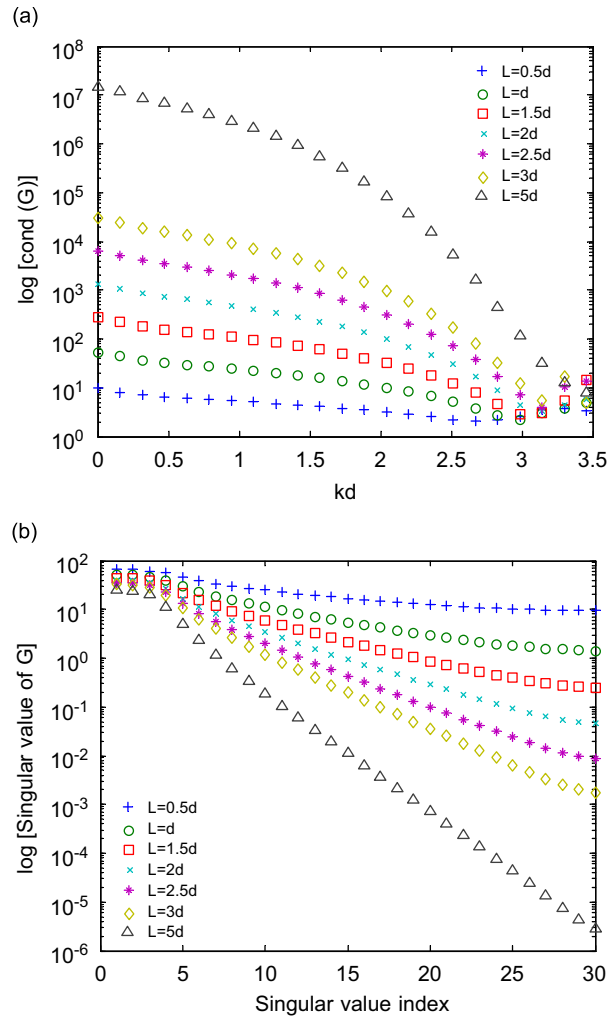 (a)
10^8
10^7
10^6
10^5
10^4
10^3
10^2
10^1
10^0
log [cond (G)]
L=0.5d
L=d
L=1.5d
L=2d
L=2.5d
L=3d
L=5d
0 0.5 1 1.5 2 2.5 3 3.5
kd
(b)
10^2
10^1
10^0
10^-1
10^-2
10^-3
10^-4
10^-5
10^-6
log [Singular value of G]
L=0.5d
L=d
L=1.5d
L=2d
L=2.5d
L=3d
L=5d
0 5 10 15 20 25 30
Singular value index